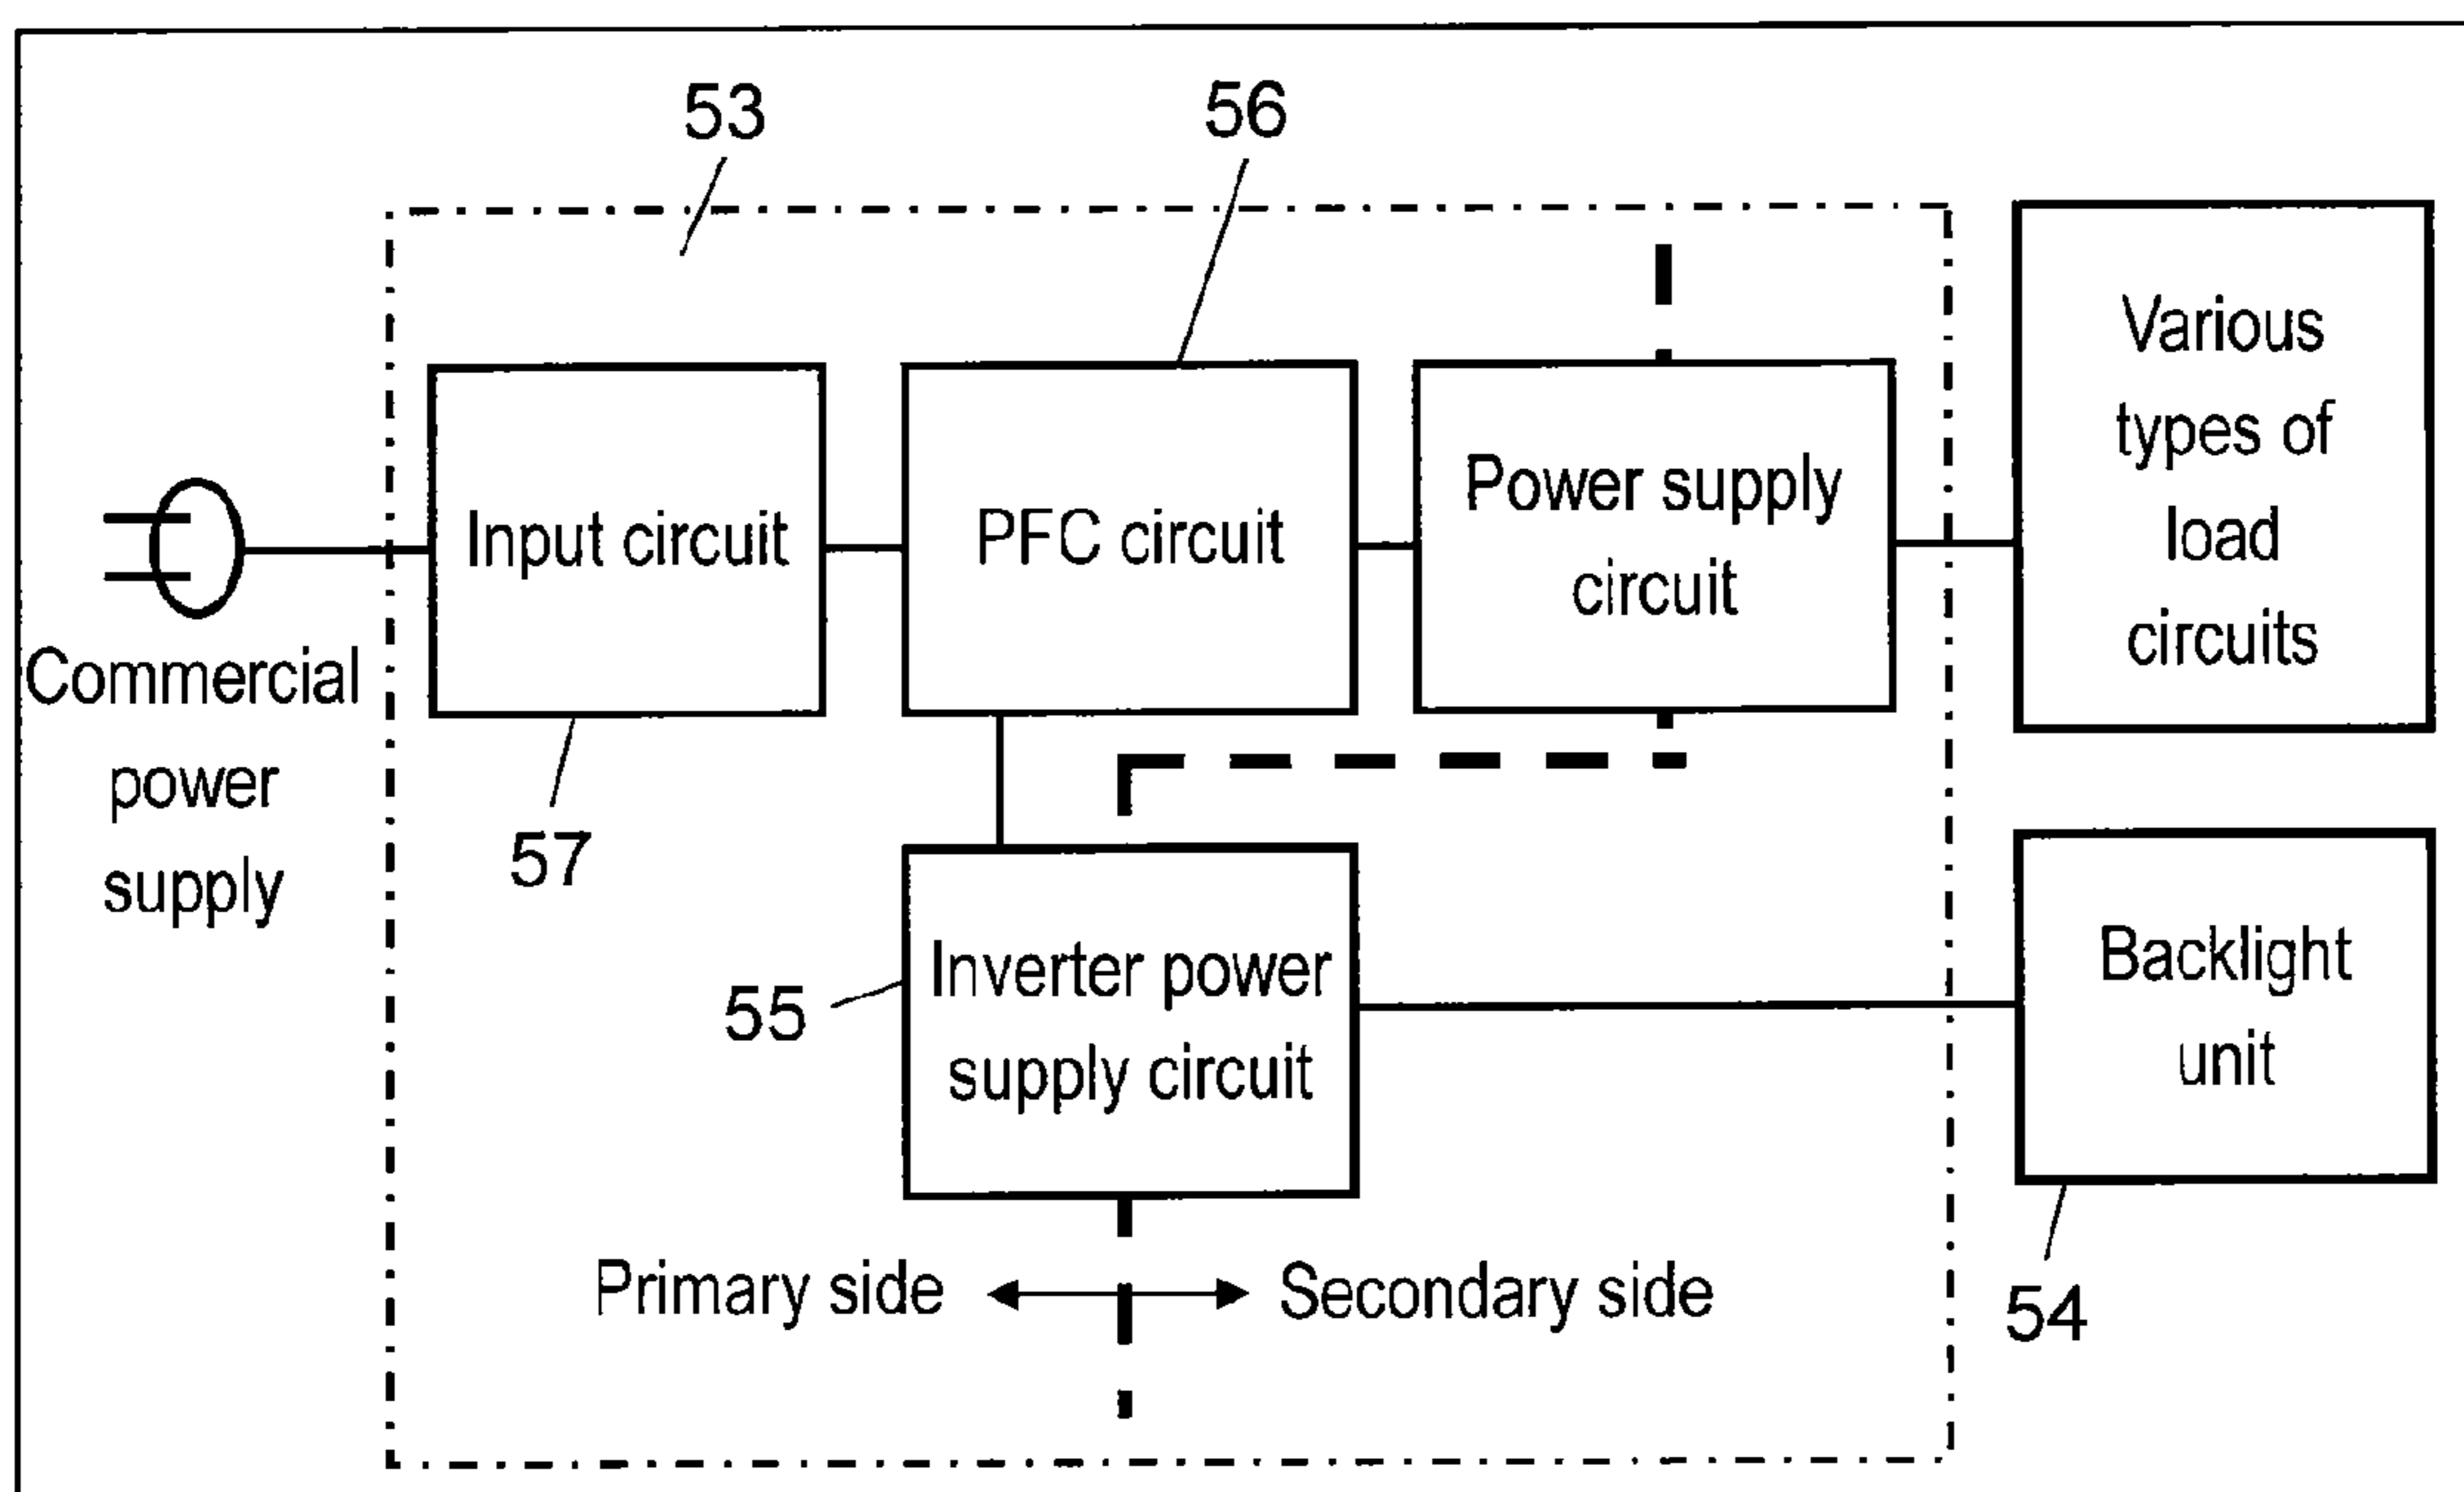 53
56
Various
types of
load
circuits
Input circuit
PFC circuit
Power supply
circuit
Commercial
power
supply
57
55
Inverter power
supply circuit
Backlight
unit
Primary side
Secondary side
54